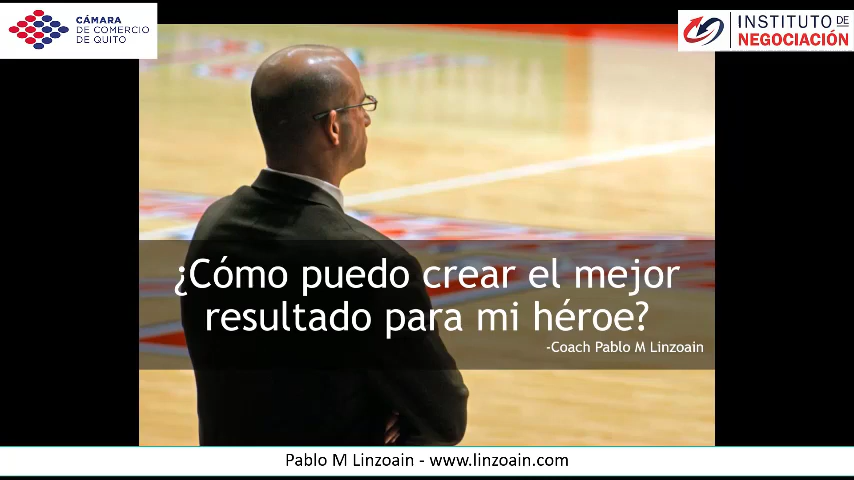 CÁMARA
DE COMERCIO
DE QUITO
INSTITUTO DE
NEGOCIACIÓN
¿Cómo puedo crear el mejor
resultado para mi héroe?
-Coach Pablo M Linzoain
Pablo M Linzoain - www.linzoain.com